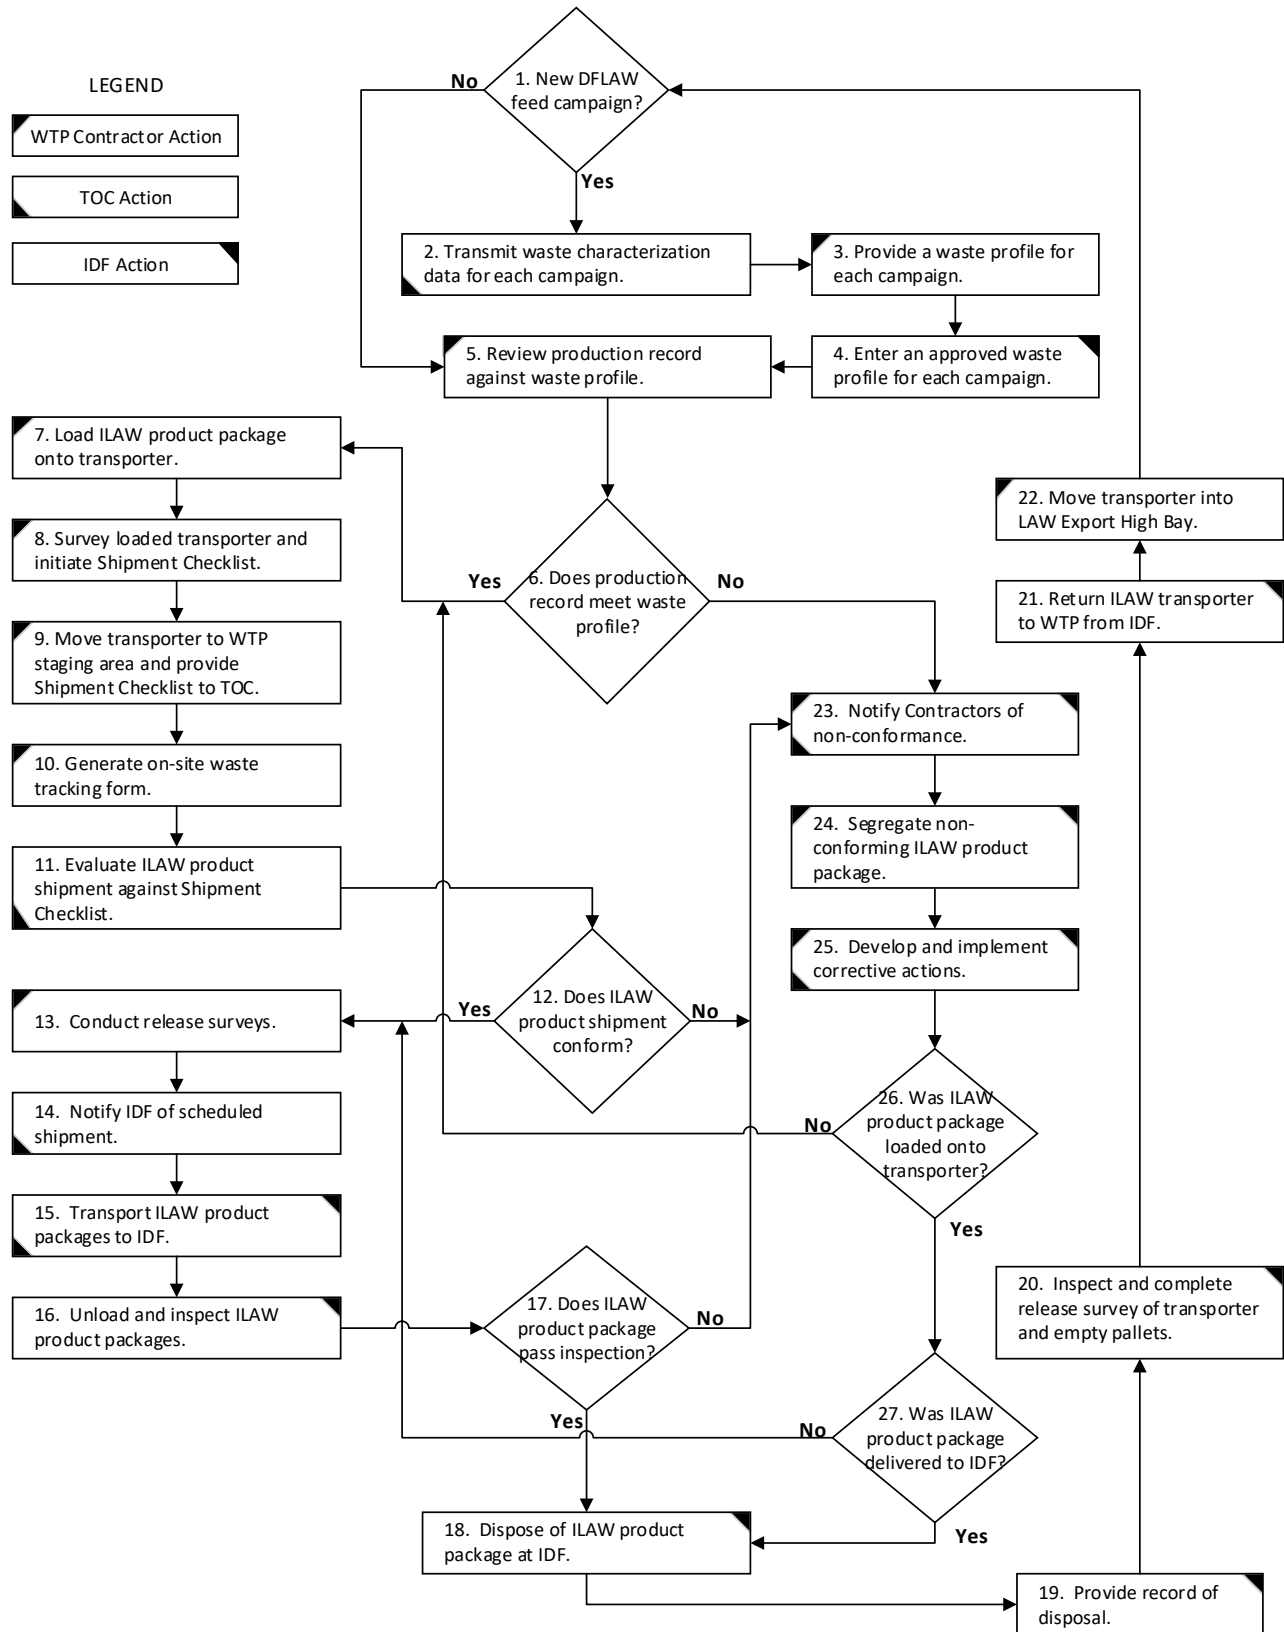 LEGEND
WTP Contractor Action
TOC Action
IDF Action
No
1. New DFLAW
feed campaign?
Yes
2. Transmit waste characterization
data for each campaign.
3. Provide a waste profile for
each campaign.
5. Review production record
against waste profile.
4. Enter an approved waste
profile for each campaign.
7. Load ILAW product package
onto transporter.
8. Survey loaded transporter and
initiate Shipment Checklist.
9. Move transporter to WTP
staging area and provide
Shipment Checklist to TOC.
10. Generate on-site waste
tracking form.
11. Evaluate ILAW product
shipment against Shipment
Checklist.
Yes
6. Does production
record meet waste
profile?
No
22. Move transporter into
LAW Export High Bay.
21. Return ILAW transporter
to WTP from IDF.
23. Notify Contractors of
non-conformance.
24. Segregate non-
conforming ILAW product
package.
25. Develop and implement
corrective actions.
Yes
12. Does ILAW
product shipment
conform?
No
13. Conduct release surveys.
14. Notify IDF of scheduled
shipment.
15. Transport ILAW product
packages to IDF.
16. Unload and inspect ILAW
product packages.
No
26. Was ILAW
product package
loaded onto
transporter?
Yes
17. Does ILAW
product package
pass inspection?
No
Yes
20. Inspect and complete
release survey of transporter
and empty pallets.
No
27. Was ILAW
product package
delivered to IDF?
Yes
18. Dispose of ILAW product
package at IDF.
19. Provide record of
disposal.